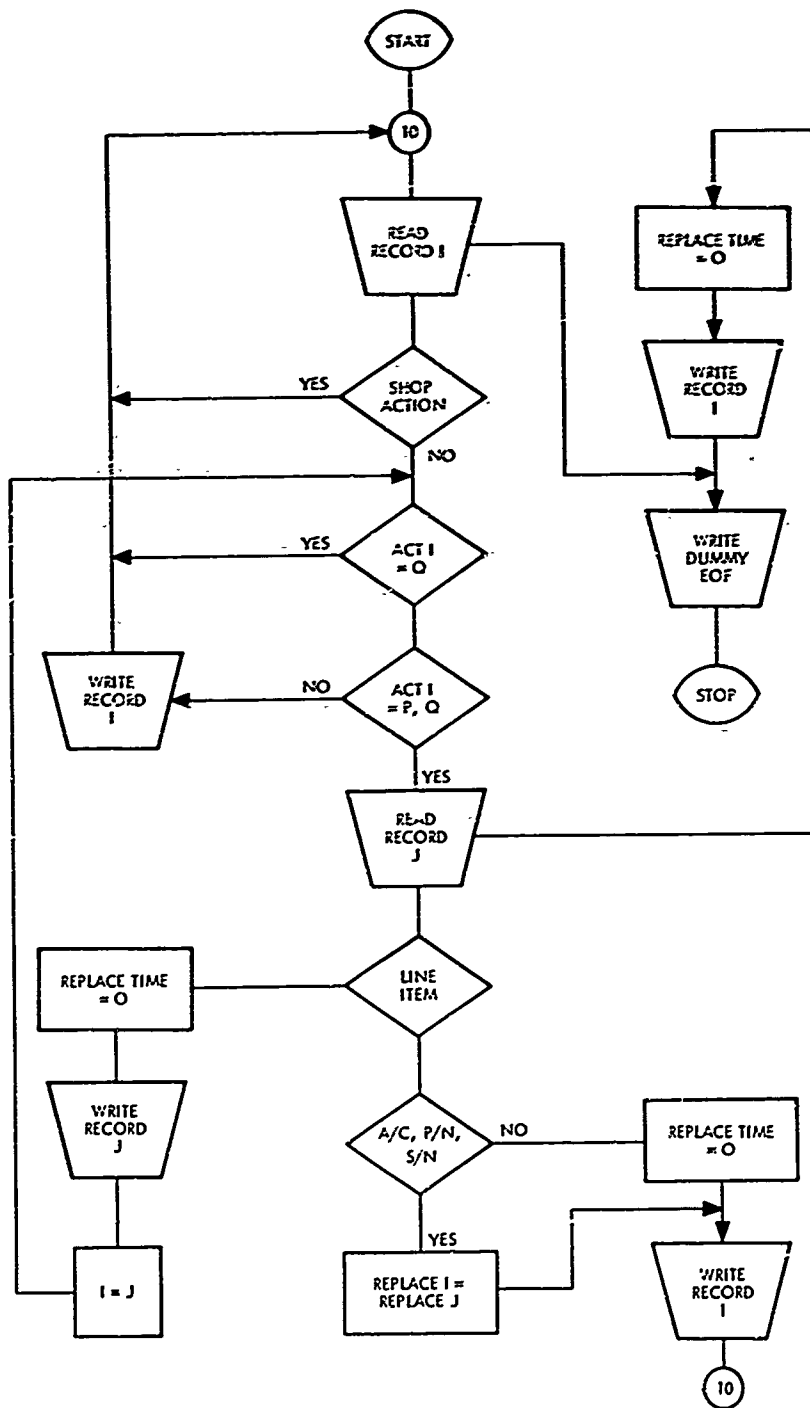 START
10
READ
RECORD I
SHOP
ACTION
YES
NO
ACT I
= Q
YES
ACT I
= P, Q
NO
YES
WRITE
RECORD
I
READ
RECORD
J
LINE
ITEM
REPLACE TIME
= O
WRITE
RECORD
J
I = J
A/C, P/N,
S/N
NO
YES
REPLACE I =
REPLACE J
REPLACE TIME
= O
WRITE
RECORD
I
10
REPLACE TIME
= O
WRITE
RECORD
I
WRITE
DUMMY
EOF
STOP